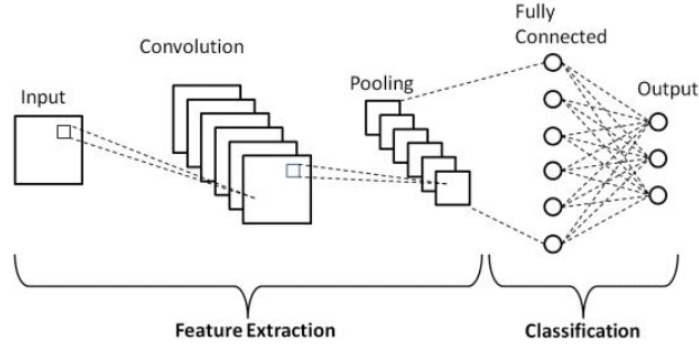 Input
Convolution
Pooling
Fully
Connected
Output
Feature Extraction
Classification